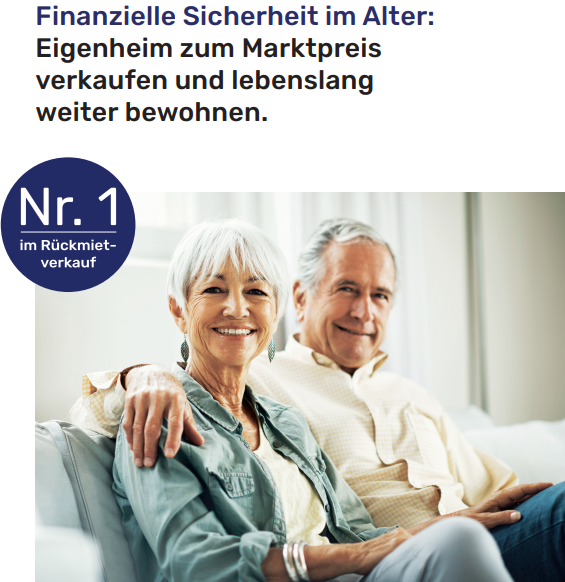 Finanzielle Sicherheit im Alter:
Eigenheim zum Marktpreis
verkaufen und lebenslang
weiter bewohnen.
Nr. 1
im Rückmiet-
verkauf